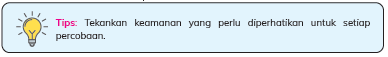 Tips: Tekankan keamanan yang perlu diperhatikan untuk setiap
percobaan.